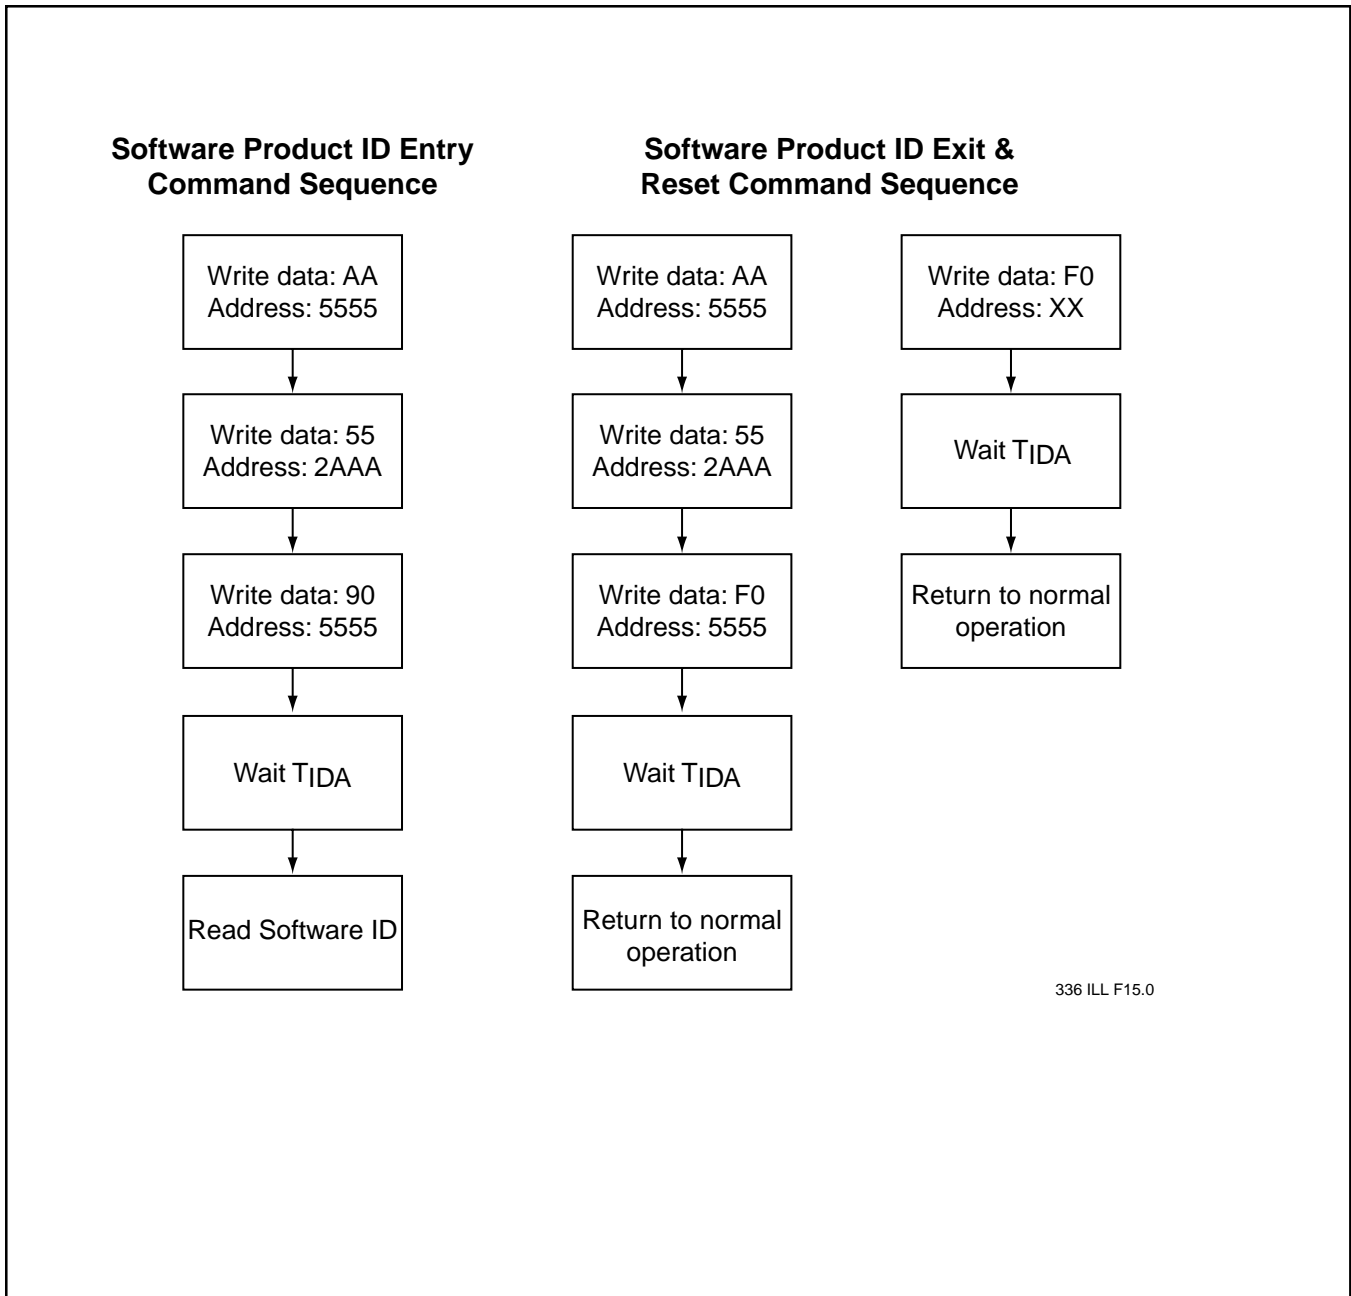 Software Product ID Entry
Command Sequence
Write data: AA
Address: 5555
Write data: 55
Address: 2AAA
Write data: 90
Address: 5555
Wait TIDA
Read Software ID
Software Product ID Exit &
Reset Command Sequence
Write data: AA
Address: 5555
Write data: 55
Address: 2AAA
Write data: F0
Address: 5555
Wait TIDA
Return to normal
operation
Write data: F0
Address: XX
Wait TIDA
Return to normal
operation
336 ILL F15.0